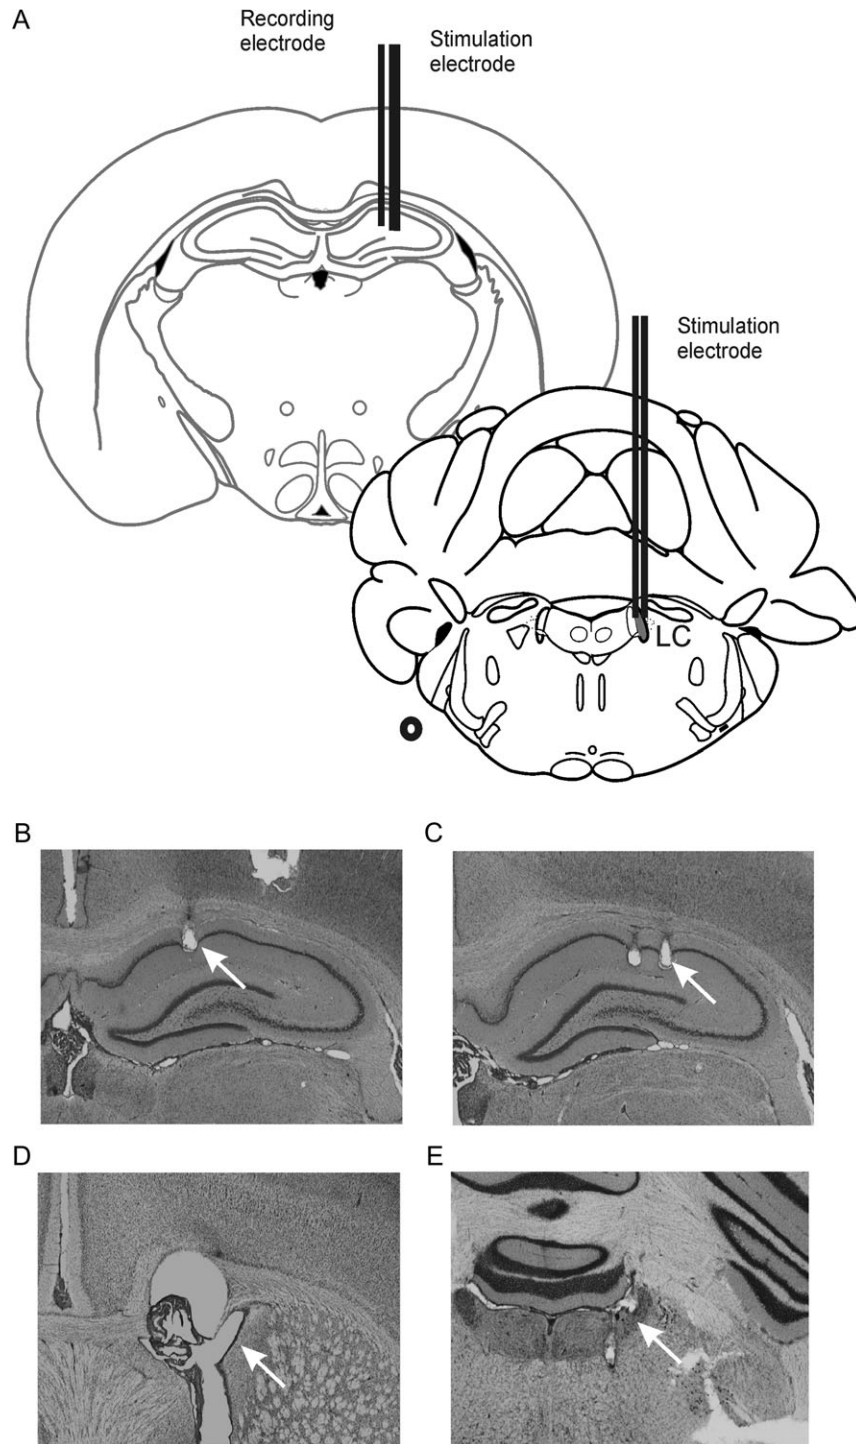 A
Recording
electrode
Stimulation
electrode
Stimulation
electrode
LC
B
C
D
E